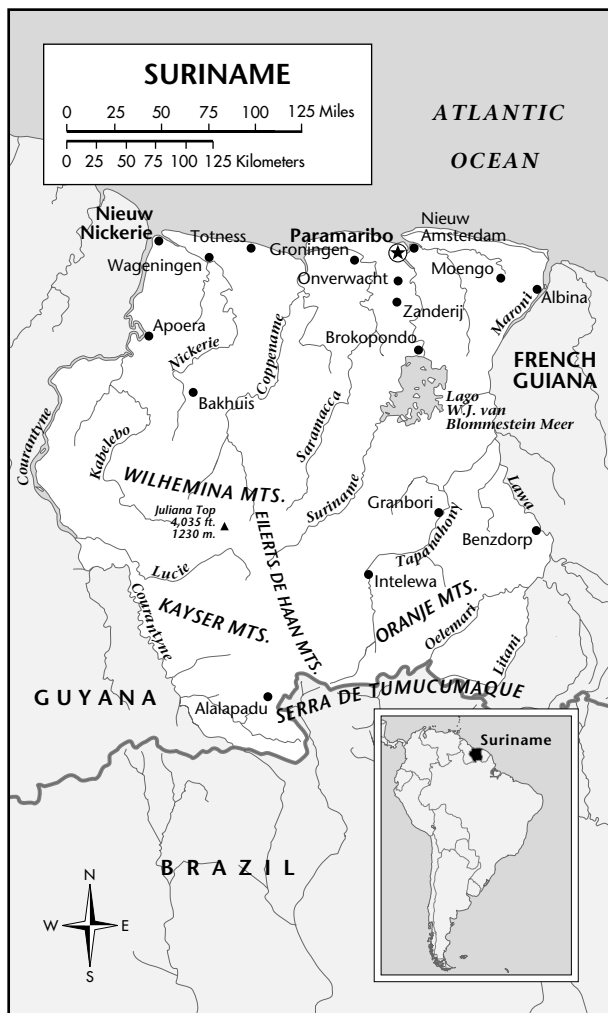 SURINAME
0 25 50 75 100 125 Miles
0 25 50 75 100 125 Kilometers
ATLANTIC
OCEAN
Nieuw
Nickerie
Totness
Wageningen
Paramaribo
Groningen
Nieuw
Amsterdam
Onverwacht
Moengo
Zanderij
Albina
Maroni
Apoera
Nickerie
Coppename
Brokopondo
FRENCH
GUIANA
Bakhuis
Saramacca
Lago
W.J. van
Blommestein Meer
Courantyne
Kabelebo
WILHEMINA MTS.
Suriname
Granbori
Lawa
Juliana Top
4,035 ft.
1230 m.
EILERTS DE HAAN MTS.
Tapanahony
Benzdorp
Lucie
Intelewa
Courantyne
KAYSER MTS.
ORANJE MTS.
Oelemari
Litani
GUYANA
Alalapadu
SERRA DE TUMUCUMAQUE
Suriname
BRAZIL
N
W E
S